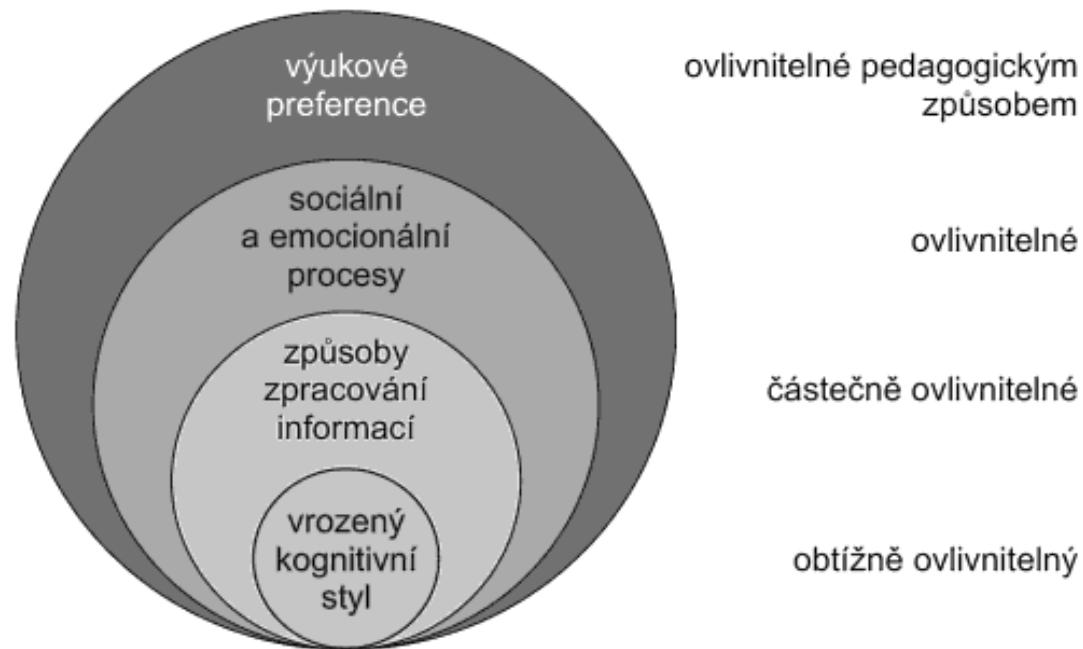 výukové
preference
ovlivnitelné pedagogickým
způsobem
sociální
a emocionální
procesy
ovlivnitelné
způsoby
zpracování
informací
částečně ovlivnitelné
vrozený
kognitivní
styl
obtížně ovlivnitelný